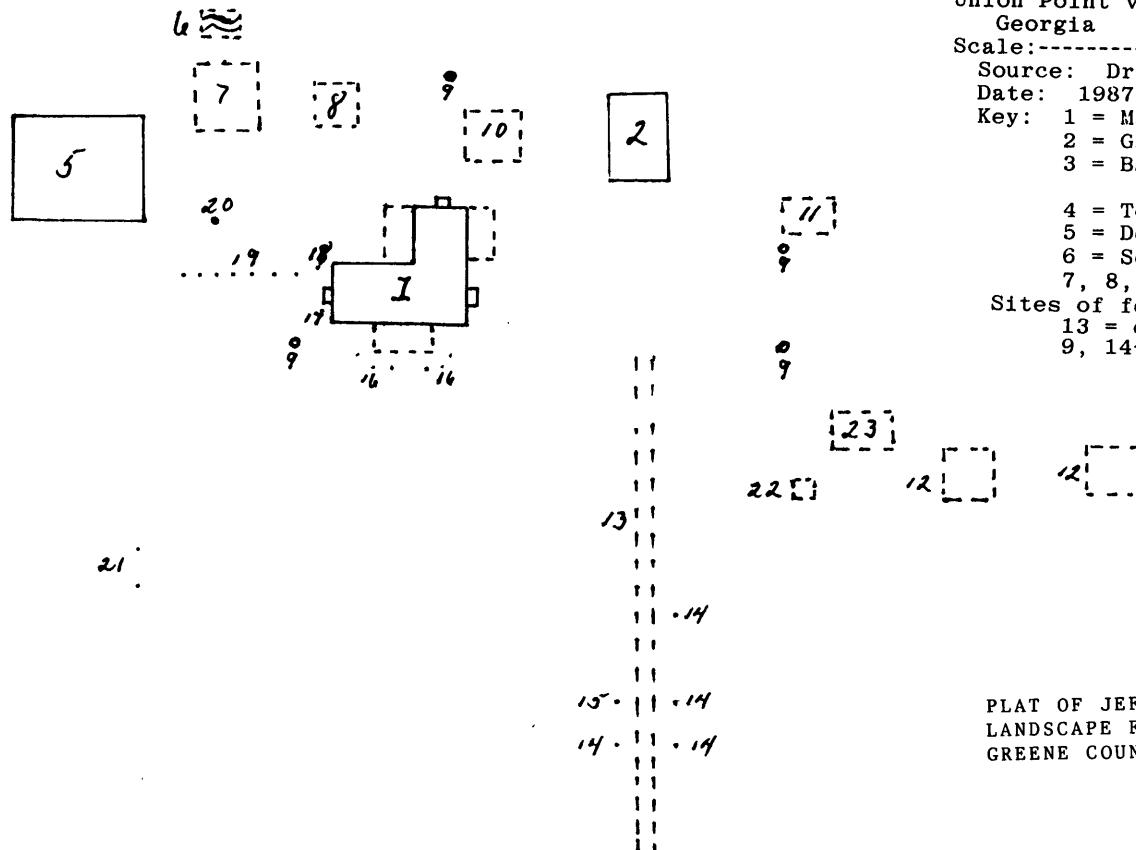 Union Point v
Georgia
Scale:---------
Source: Dr
Date: 1987
Key: 1 = M
2 = G
3 = B
4 = T
5 = D
6 = S
7, 8,
Sites of f
13 =
9, 14
6
7
8
9
10
2
5
20
11
9
19
18
I
17
9
16
16
9
23
22
12
12
13
21
14
15
14
14
14
PLAT OF JEF
LANDSCAPE F
GREENE COUN